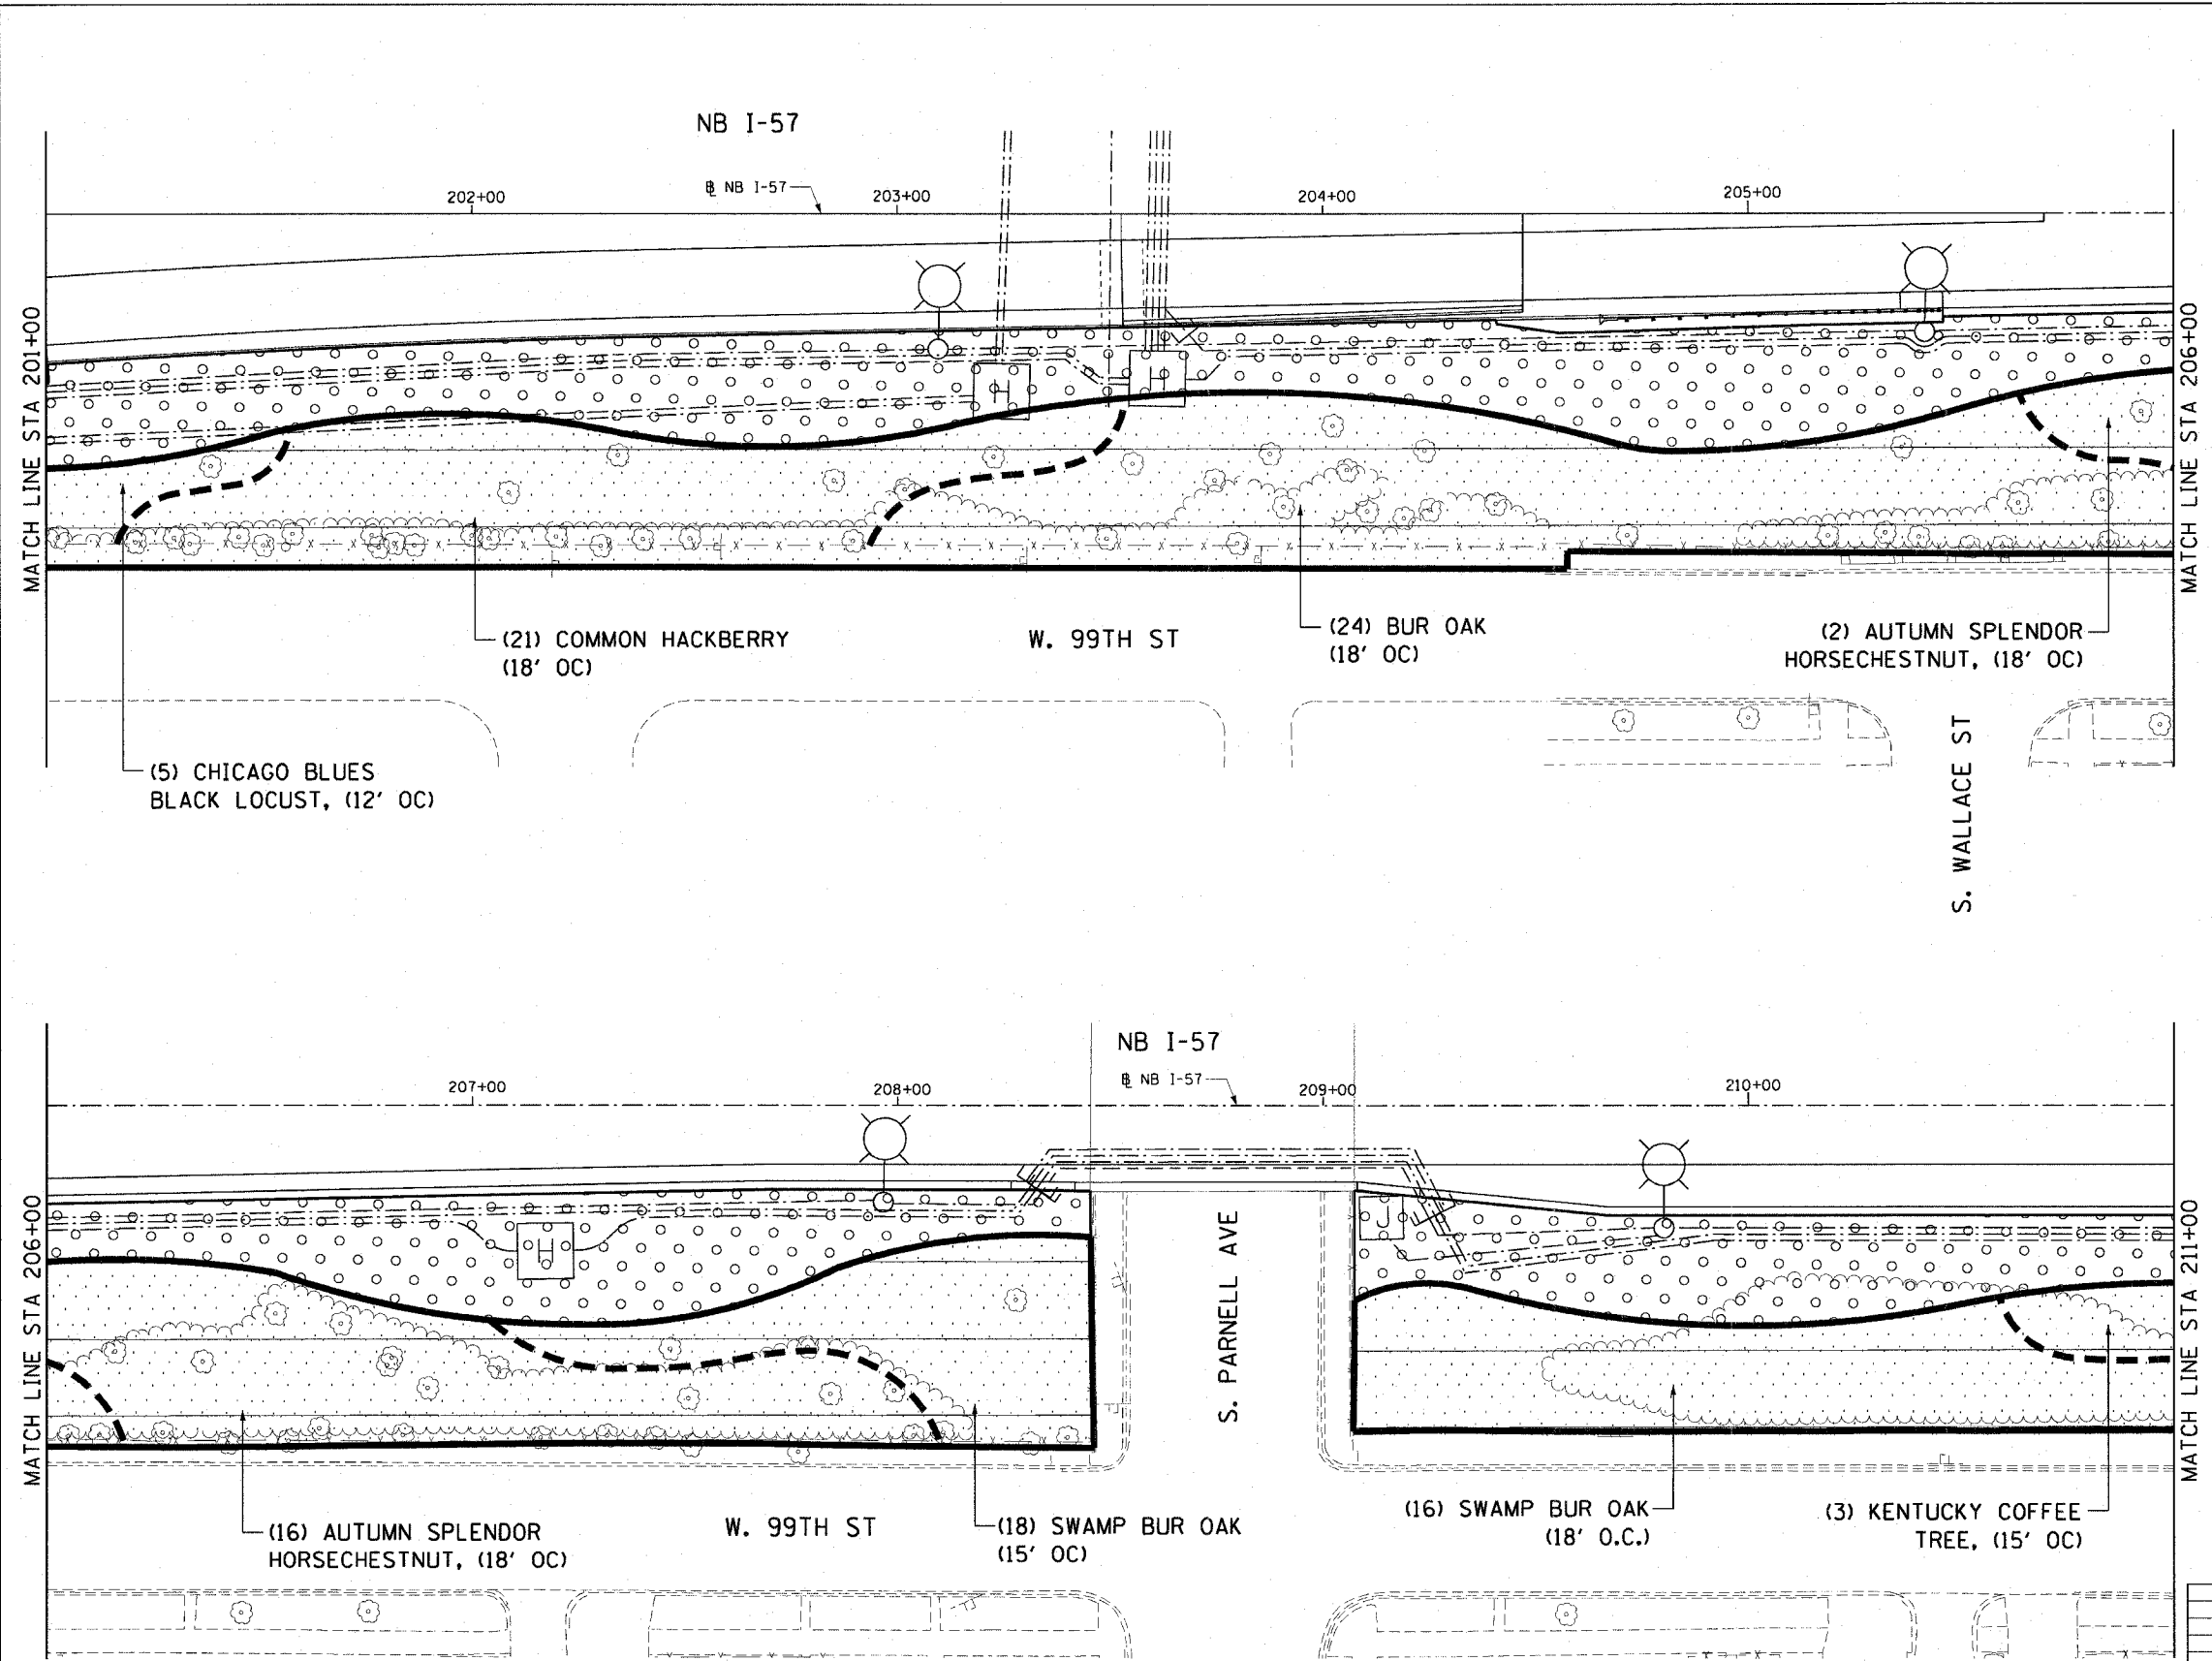 NB I-57
℄ NB I-57
202+00
203+00
204+00
205+00
MATCH LINE STA 201+00
MATCH LINE STA 206+00
H
H
(21) COMMON HACKBERRY
(18' OC)
W. 99TH ST
(24) BUR OAK
(18' OC)
(2) AUTUMN SPLENDOR
HORSECHESTNUT, (18' OC)
(5) CHICAGO BLUES
BLACK LOCUST, (12' OC)
S. WALLACE ST
NB I-57
℄ NB I-57
207+00
208+00
209+00
210+00
MATCH LINE STA 206+00
MATCH LINE STA 211+00
H
J
S. PARNELL AVE
(16) AUTUMN SPLENDOR
HORSECHESTNUT, (18' OC)
W. 99TH ST
(18) SWAMP BUR OAK
(15' OC)
(16) SWAMP BUR OAK
(18' O.C.)
(3) KENTUCKY COFFEE
TREE, (15' OC)